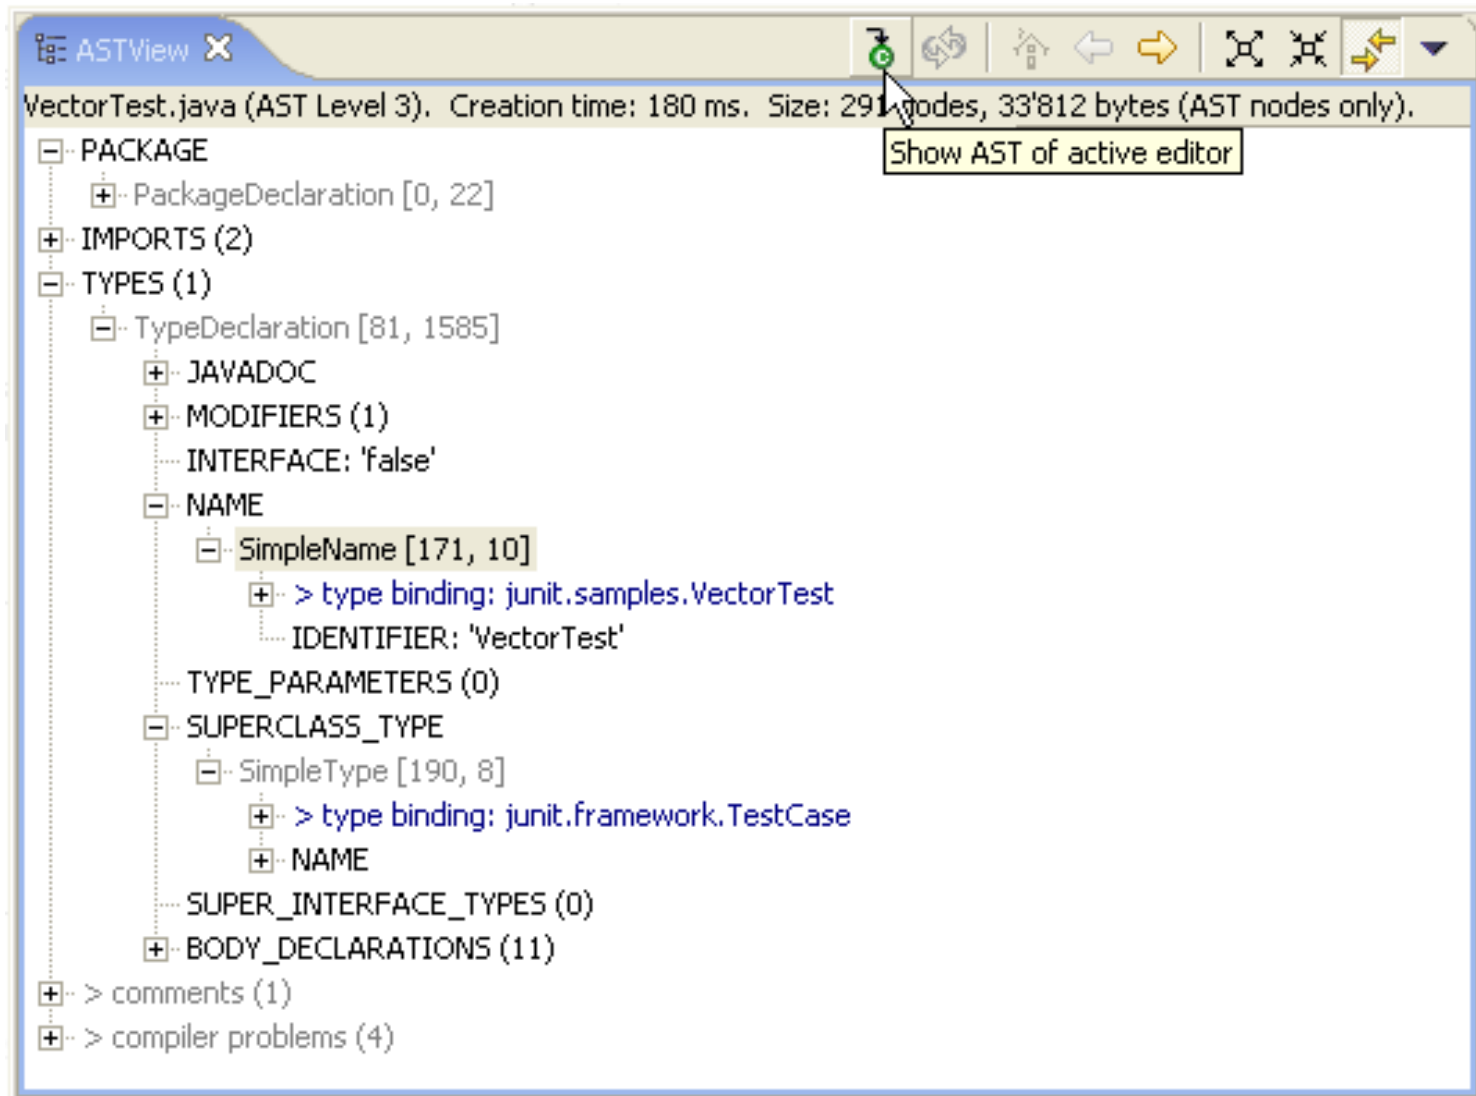 ASTView
VectorTest.java (AST Level 3). Creation time: 180 ms. Size: 291 nodes, 33'812 bytes (AST nodes only).
Show AST of active editor
PACKAGE
PackageDeclaration [0, 22]
IMPORTS (2)
TYPES (1)
TypeDeclaration [81, 1585]
JAVADOC
MODIFIERS (1)
INTERFACE: 'false'
NAME
SimpleName [171, 10]
> type binding: junit.samples.VectorTest
IDENTIFIER: 'VectorTest'
TYPE_PARAMETERS (0)
SUPERCLASS_TYPE
SimpleType [190, 8]
> type binding: junit.framework.TestCase
NAME
SUPER_INTERFACE_TYPES (0)
BODY_DECLARATIONS (11)
> comments (1)
> compiler problems (4)